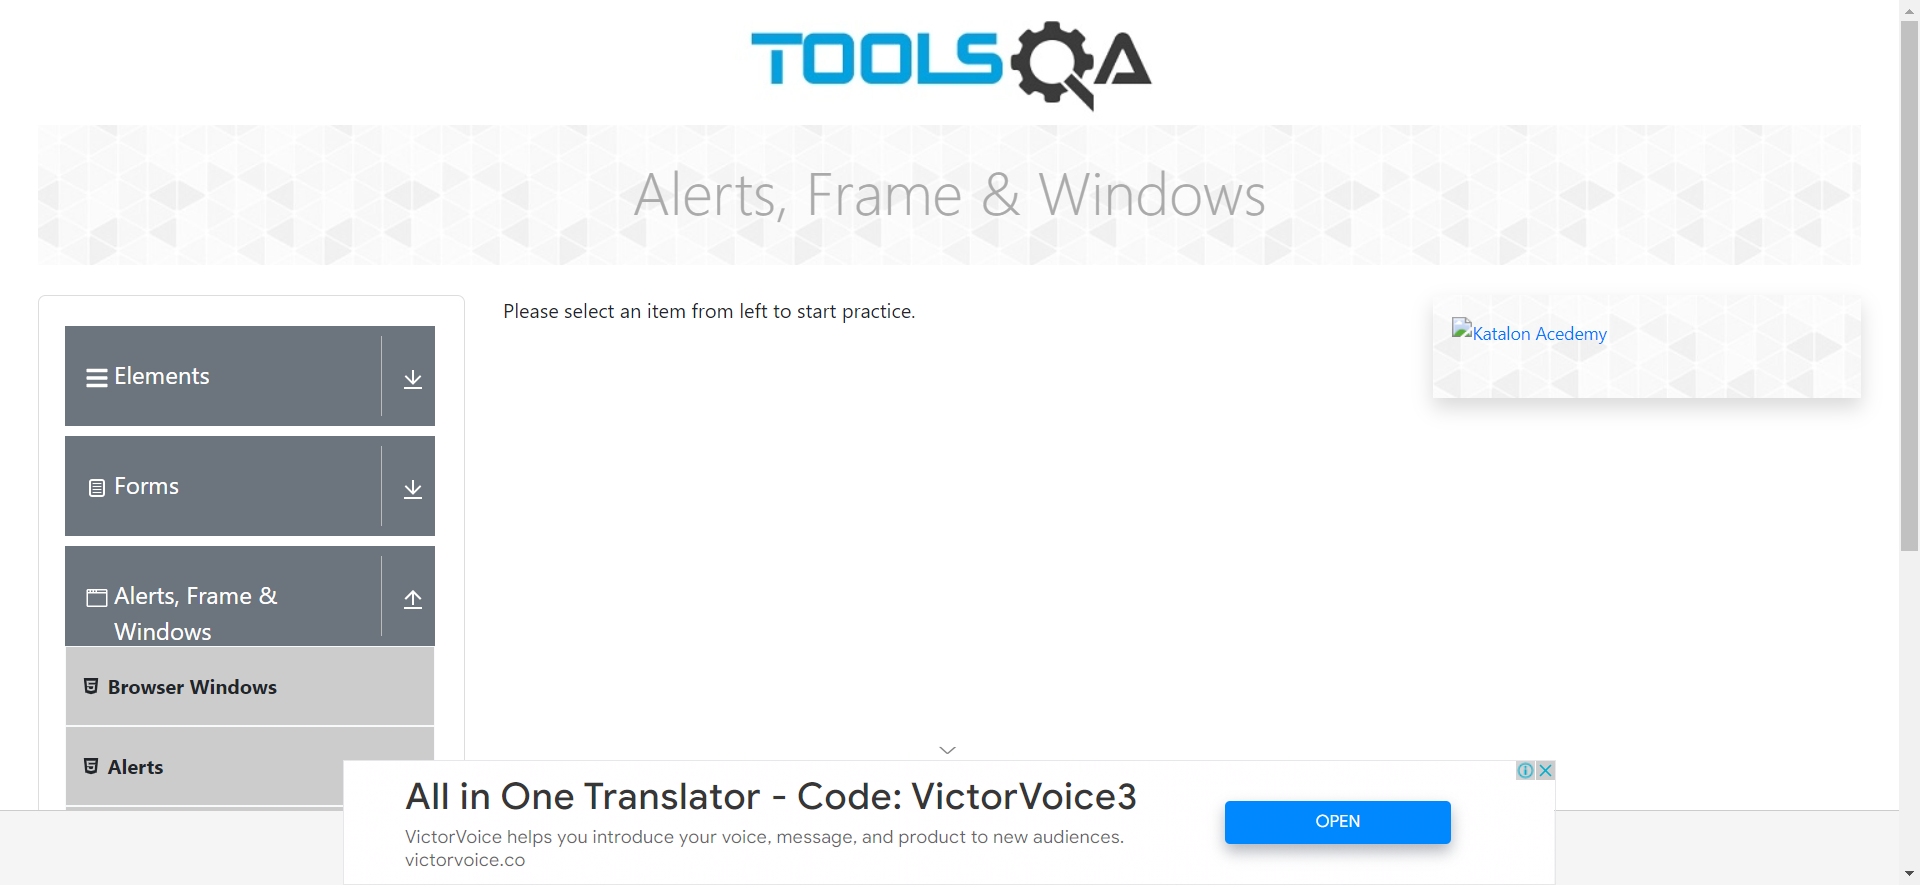 TOOLSQA
Alerts, Frame & Windows
Elements
Forms
Alerts, Frame &
Windows
Browser Windows
Alerts
Please select an item from left to start practice.
Katalon Acedemy
All in One Translator - Code: VictorVoice3
VictorVoice helps you introduce your voice, message, and product to new audiences.
victorvoice.co
OPEN